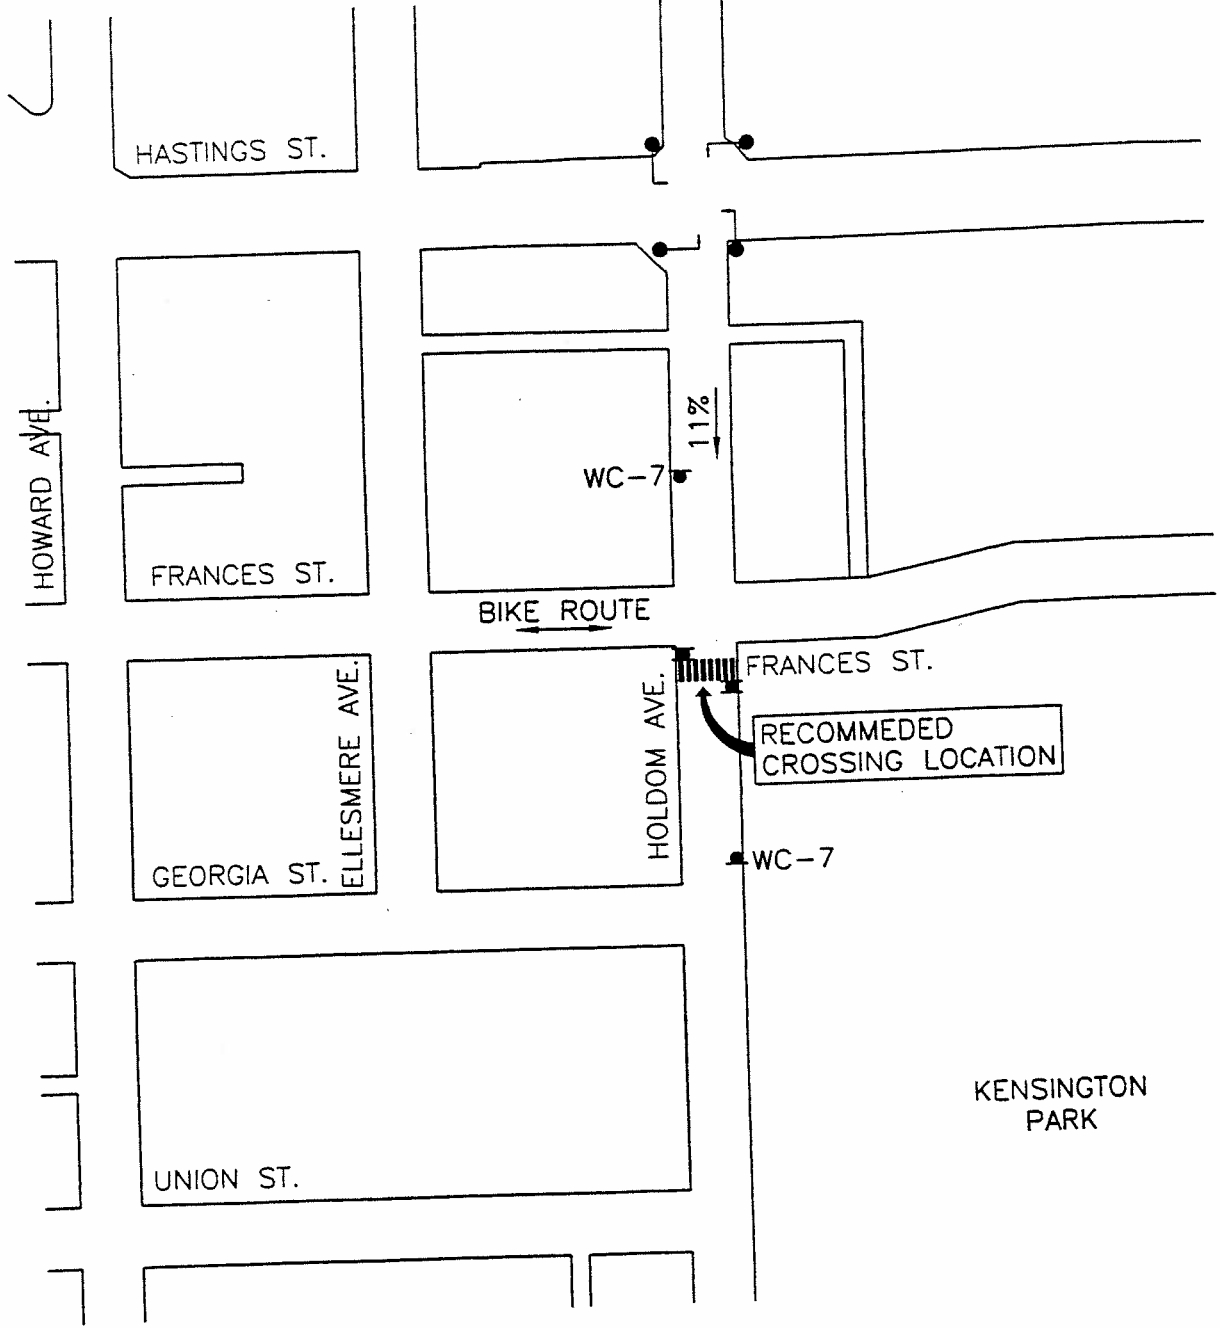 HASTINGS ST.
HOWARD AVE.
11%
WC-7
FRANCES ST.
BIKE ROUTE
FRANCES ST.
ELLESMERE AVE.
HOLDOM AVE.
RECOMMEDED
CROSSING LOCATION
WC-7
GEORGIA ST.
KENSINGTON
PARK
UNION ST.